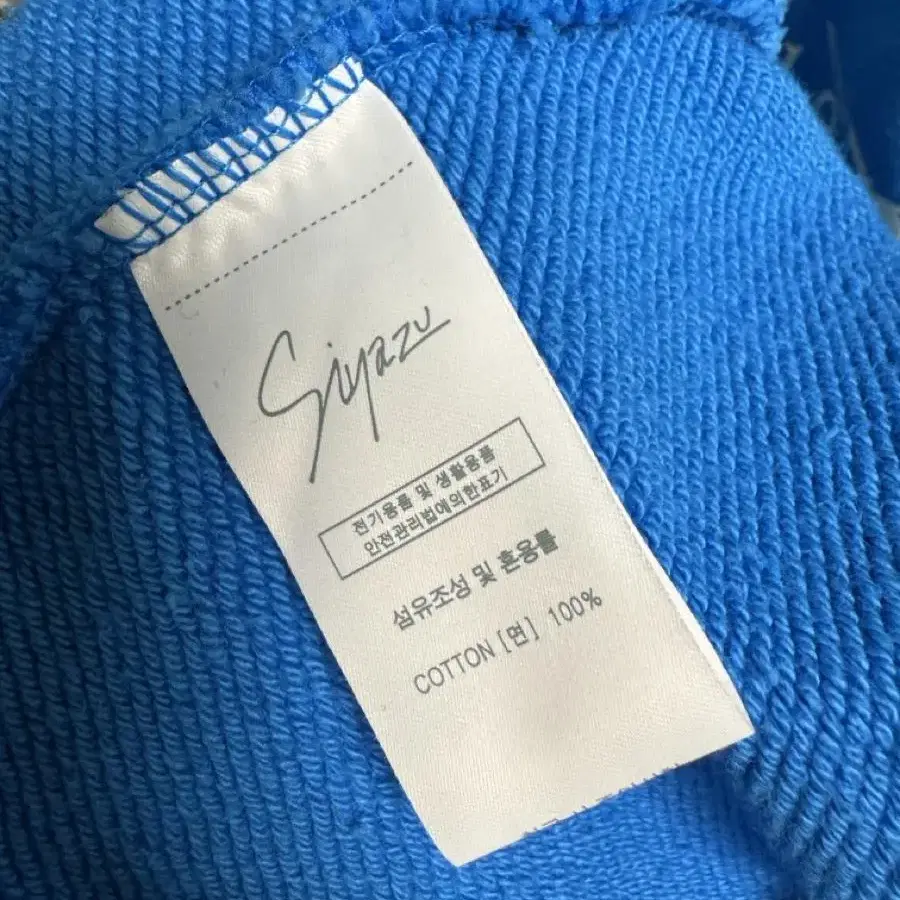 Siyazu
전기용품 및 생활용품
안전관리법에의한표기
섬유조성 및 혼용률
COTTON [면] 100%